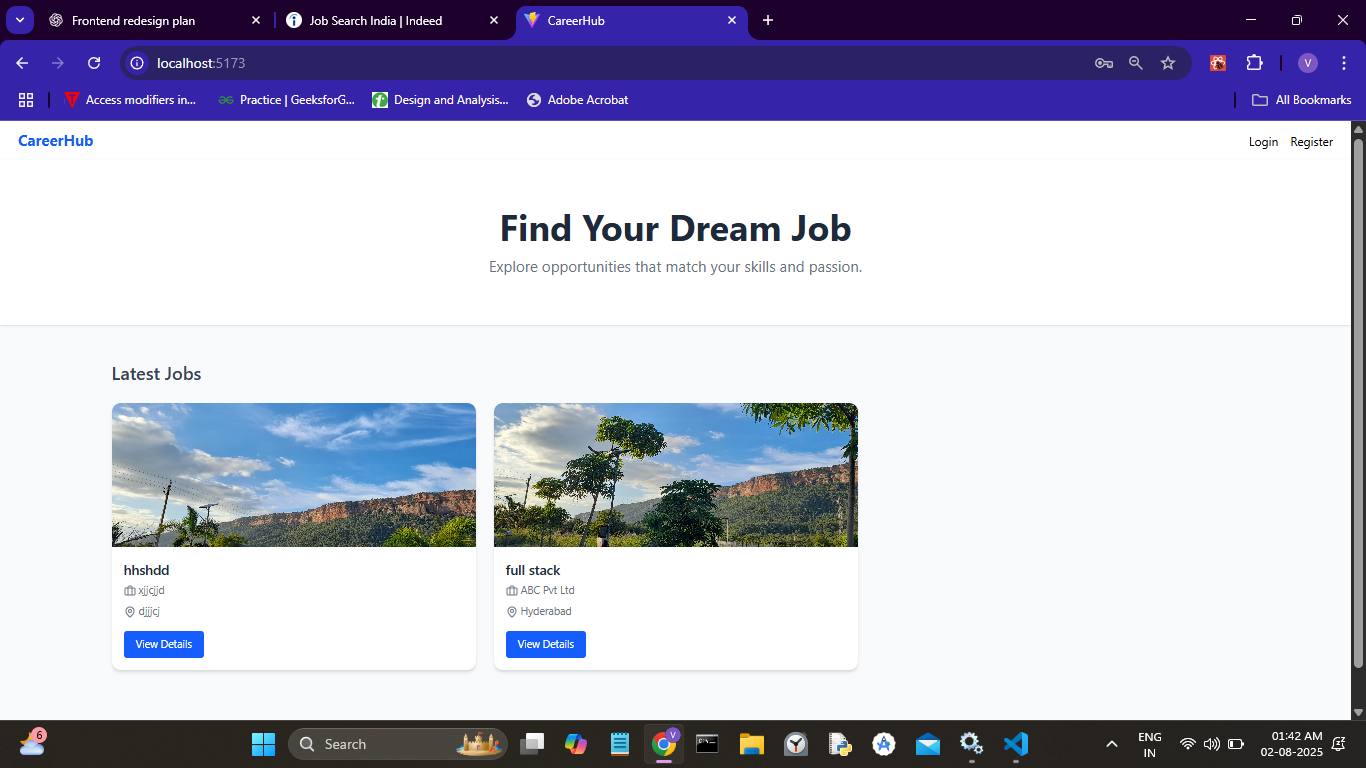 Frontend redesign plan
Job Search India | Indeed
CareerHub
localhost:5173
V
Access modifiers in...
Practice | GeeksforG...
Design and Analysis...
Adobe Acrobat
All Bookmarks
CareerHub
Login
Register
Find Your Dream Job
Explore opportunities that match your skills and passion.
Latest Jobs
hhshdd
xjjcjjd
djjjcj
View Details
full stack
ABC Pvt Ltd
Hyderabad
View Details
6
Search
V
ENG
IN
01:42 AM
02-08-2025